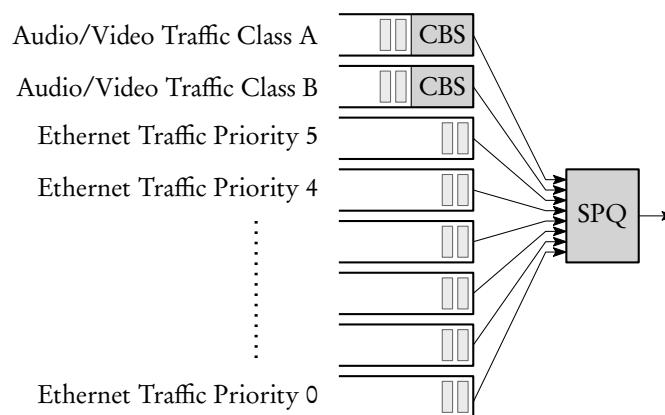 Audio/Video Traffic Class A CBS
Audio/Video Traffic Class B CBS
Ethernet Traffic Priority 5
Ethernet Traffic Priority 4
SPQ
Ethernet Traffic Priority 0